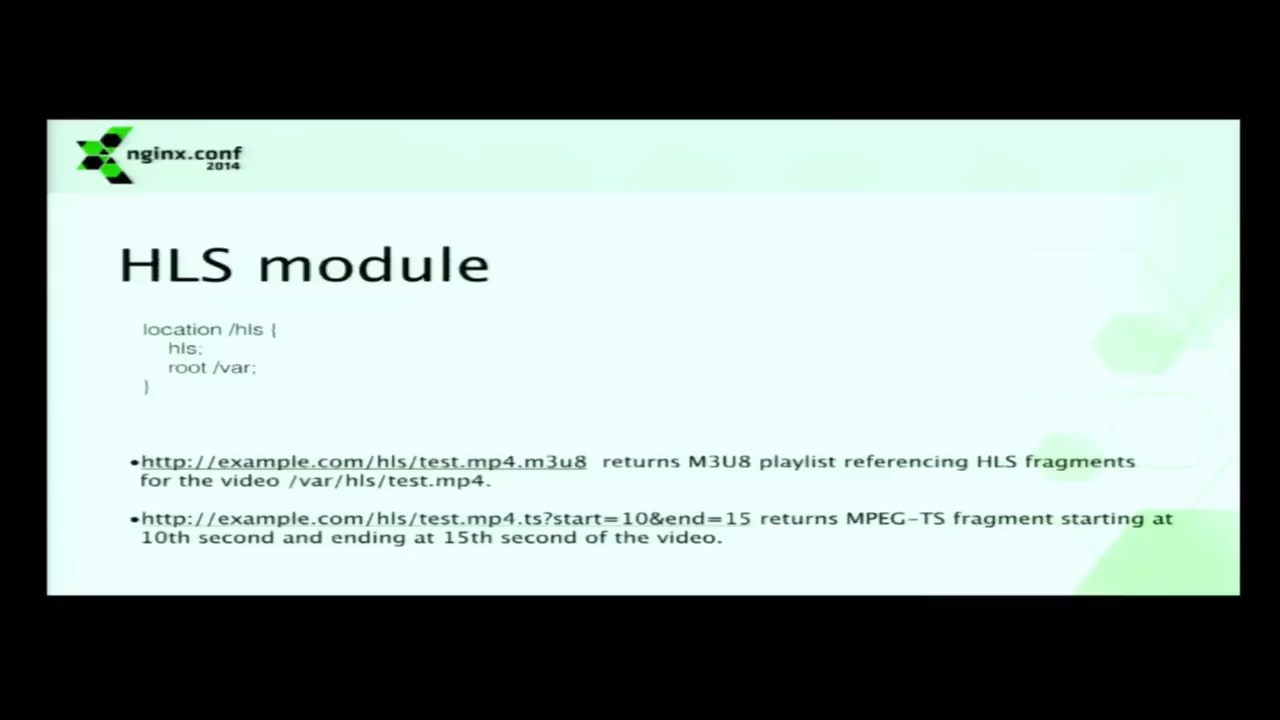 nginx.conf
2014
HLS module
location /hls {
hls;
root /var;
}
•http://example.com/hls/test.mp4.m3u8 returns M3U8 playlist referencing HLS fragments
for the video /var/hls/test.mp4.
•http://example.com/hls/test.mp4.ts?start=10&end=15 returns MPEG-TS fragment starting at
10th second and ending at 15th second of the video.